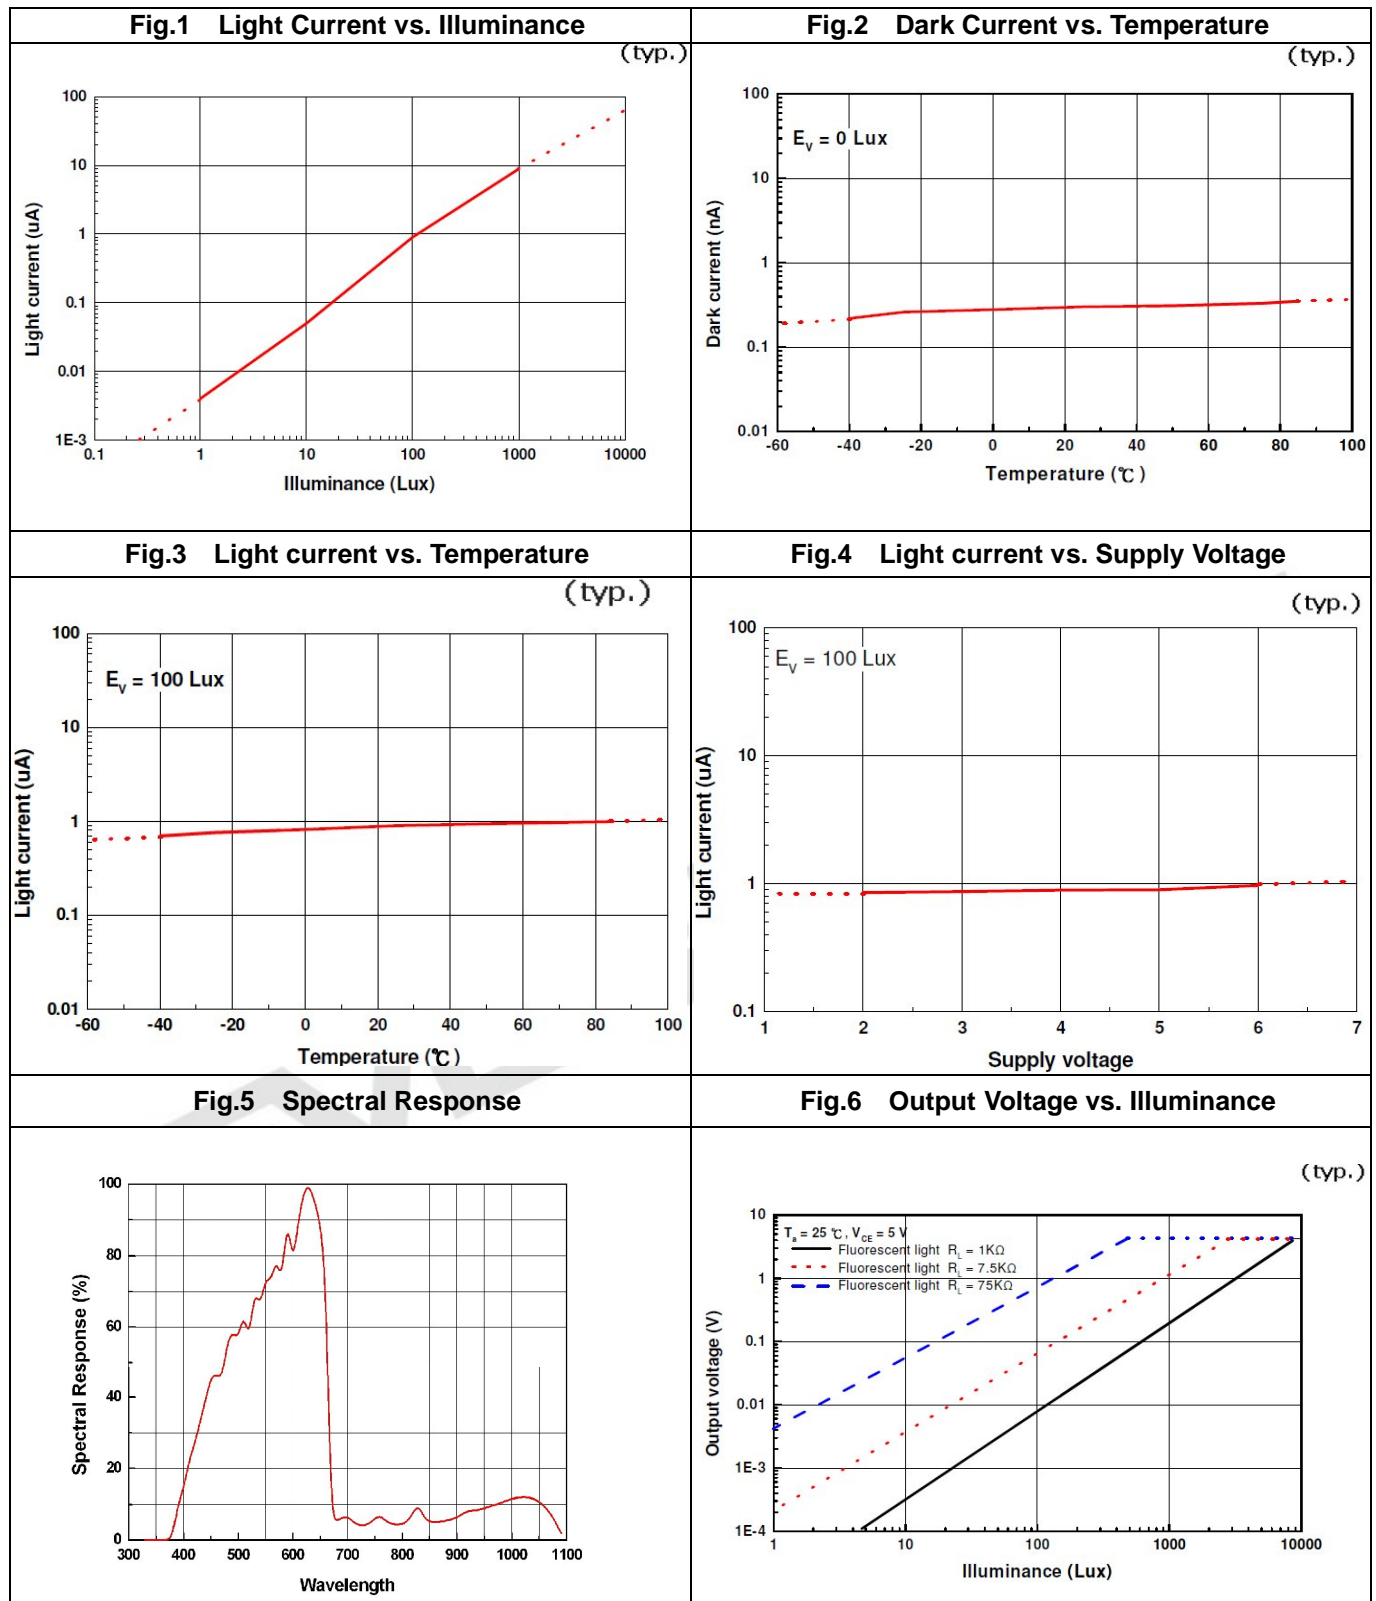 Fig.1 Light Current vs. Illuminance
(typ.)
100
10
1
0.1
0.01
1E-3
0.1 1 10 100 1000 10000
Light current (uA)
Illuminance (Lux)
Fig.2 Dark Current vs. Temperature
(typ.)
Ev = 0 Lux
100
10
1
0.1
0.01
-60 -40 -20 0 20 40 60 80 100
Dark current (nA)
Temperature (℃)
Fig.3 Light current vs. Temperature
(typ.)
Ev = 100 Lux
100
10
1
0.1
0.01
-60 -40 -20 0 20 40 60 80 100
Light current (uA)
Temperature (℃)
Fig.4 Light current vs. Supply Voltage
(typ.)
Ev = 100 Lux
100
10
1
0.1
1 2 3 4 5 6 7
Light current (uA)
Supply voltage
Fig.5 Spectral Response
100
80
60
40
20
0
300 400 500 600 700 800 900 1000 1100
Spectral Response (%)
Wavelength
Fig.6 Output Voltage vs. Illuminance
(typ.)
Ta = 25 ℃, VCE = 5 V
Fluorescent light RL = 1KΩ
Fluorescent light RL = 7.5KΩ
Fluorescent light RL = 75KΩ
10
1
0.1
0.01
1E-3
1E-4
1 10 100 1000 10000
Output voltage (V)
Illuminance (Lux)